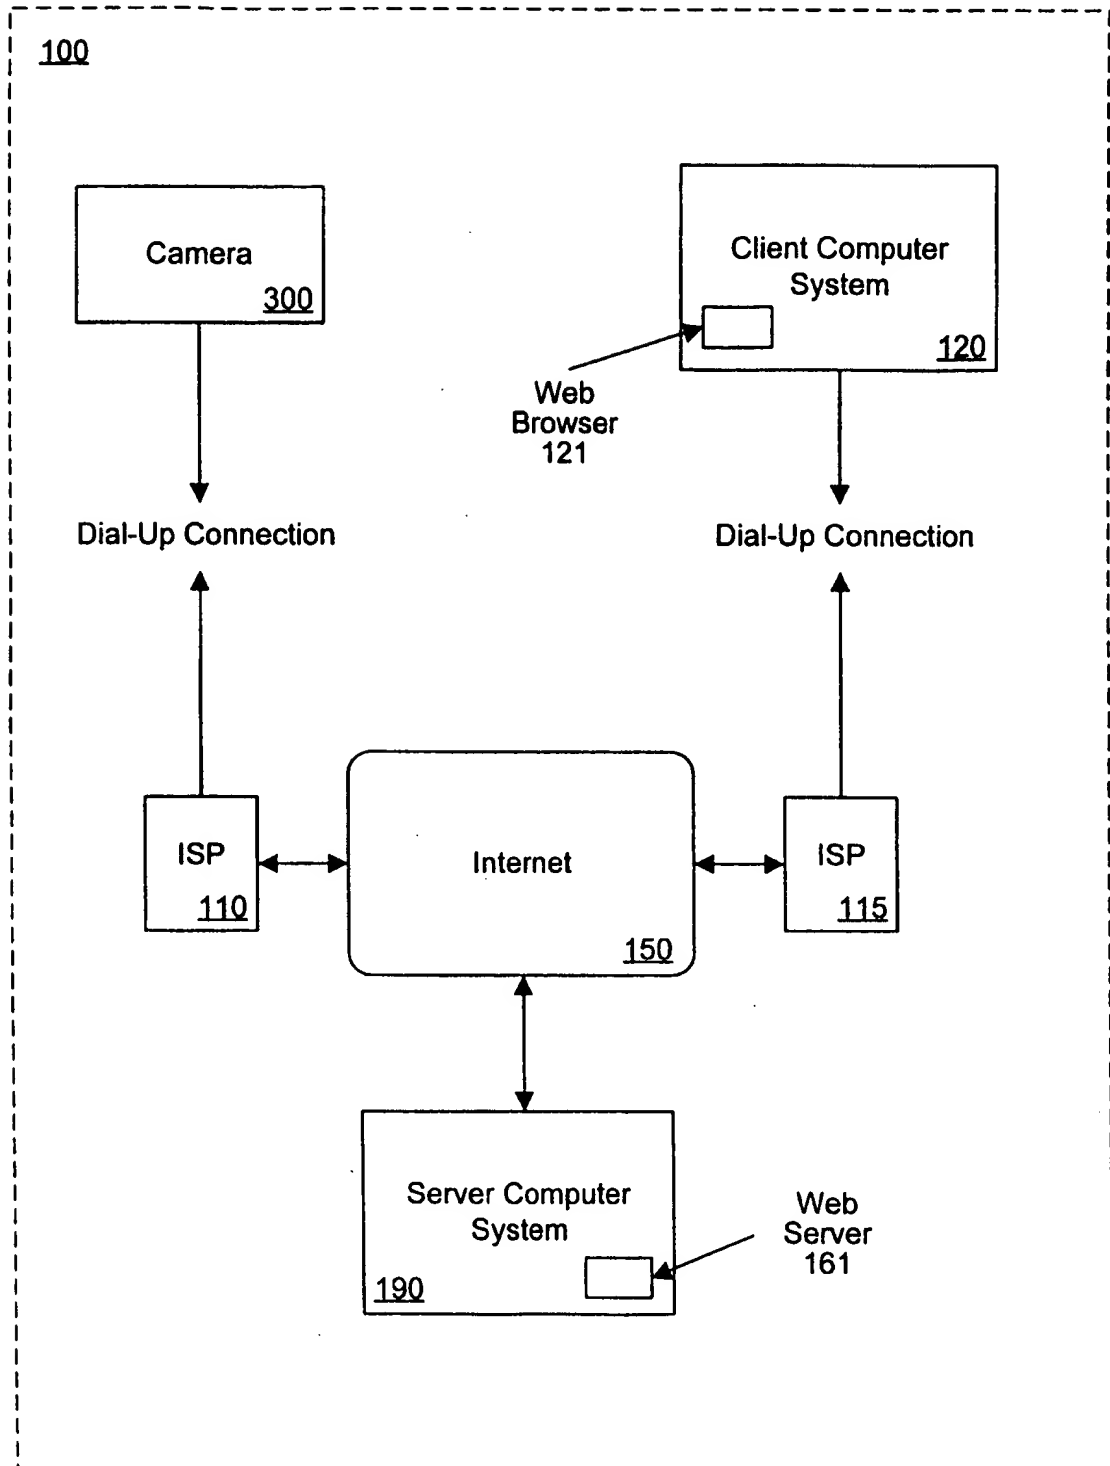 100
Camera
300
Client Computer
System
120
Web
Browser
121
Dial-Up Connection
Dial-Up Connection
ISP
110
Internet
150
ISP
115
Server Computer
System
190
Web
Server
161